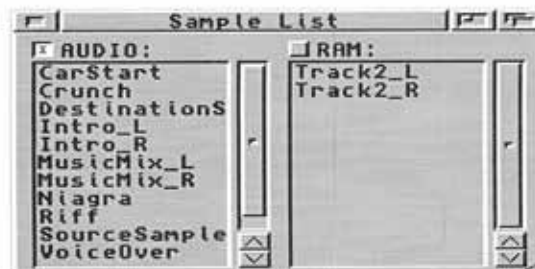 Sample List
AUDIO:
CarStart
Crunch
DestinationS
Intro_L
Intro_R
MusicMix_L
MusicMix_R
Niagra
Riff
SourceSample
VoiceOver
RAM:
Track2_L
Track2_R